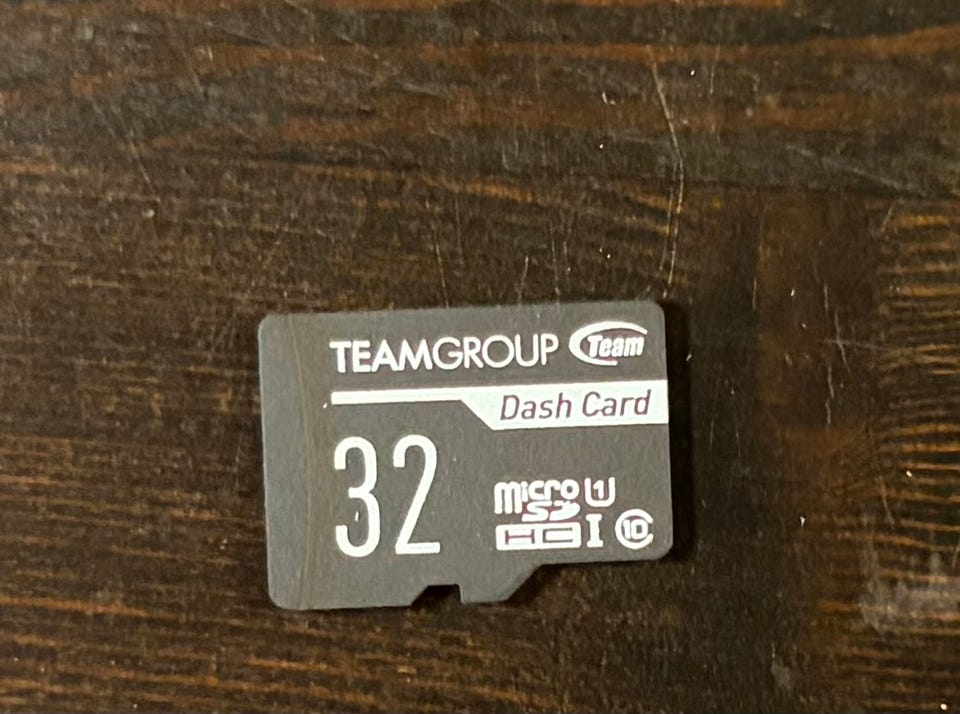 TEAMGROUP Team
Dash Card
32
micro U1
SD
HC I 10